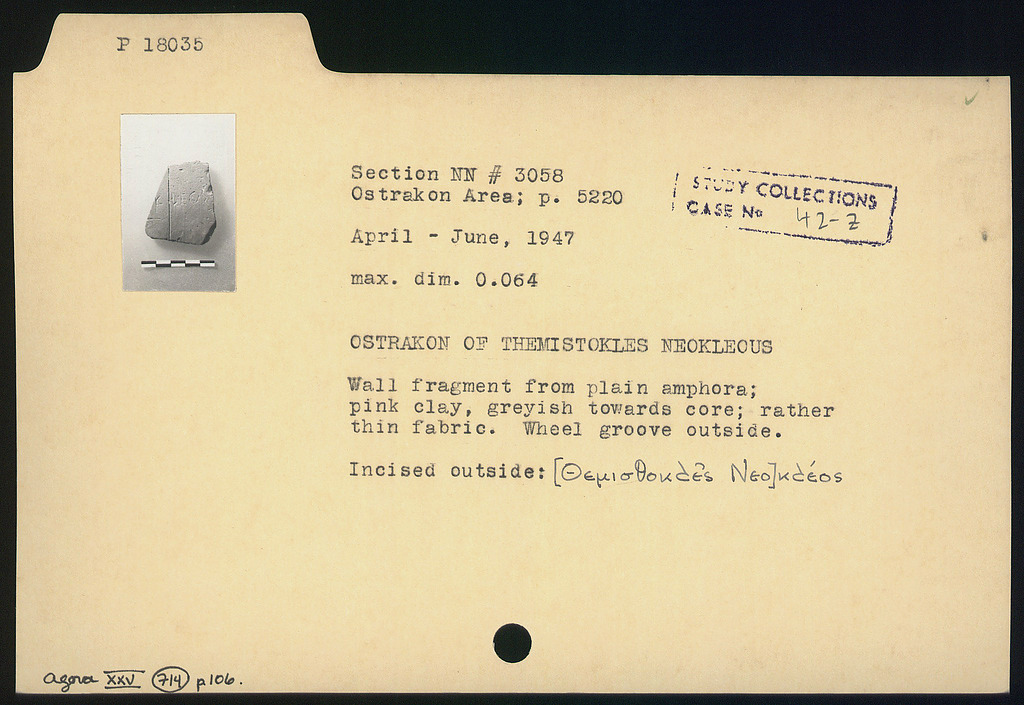 P 18035
Section NN # 3058
Ostrakon Area; p. 5220
April - June, 1947
max. dim. 0.064
STUDY COLLECTIONS
CASE No 42-Z
OSTRAKON OF THEMISTOKLES NEOKLEOUS
Wall fragment from plain amphora;
pink clay, greyish towards core; rather
thin fabric. Wheel groove outside.
Incised outside: [Θεμισθοκλε̑ς Νεο]κλέος
Agora XXV 714 p106.